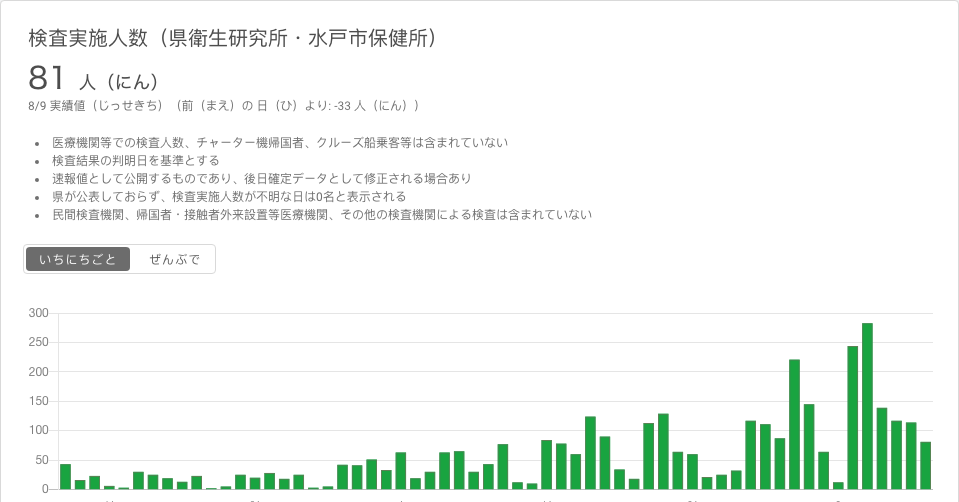 検査実施人数（県衛生研究所・水戸市保健所）
81 人（にん）
8/9 実績値（じっせきち）（前（まえ）の 日（ひ）より: -33 人（にん））
• 医療機関等での検査人数、チャーター機帰国者、クルーズ船乗客等は含まれていない
• 検査結果の判明日を基準とする
• 速報値として公開するものであり、後日確定データとして修正される場合あり
• 県が公表しておらず、検査実施人数が不明な日は0名と表示される
• 民間検査機関、帰国者・接触者外来設置等医療機関、その他の検査機関による検査は含まれていない
いちにちごと ぜんぶで
300
250
200
150
100
50
0